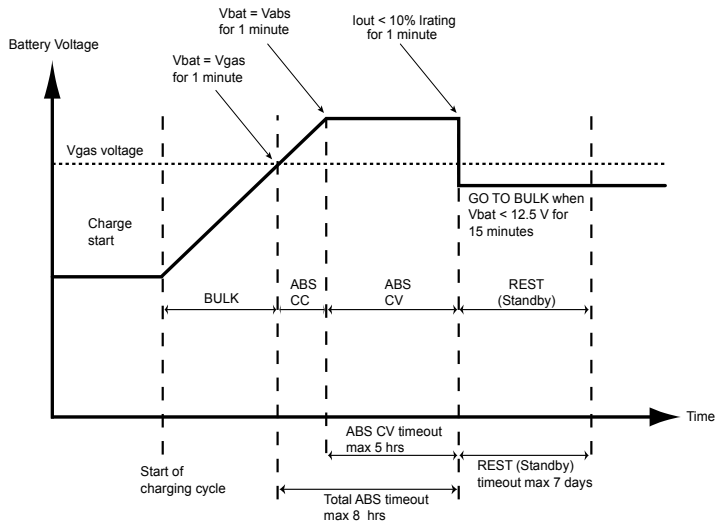 Vbat = Vabs
for 1 minute
Iout < 10% Irating
for 1 minute
Battery Voltage
Vbat = Vgas
for 1 minute
Vgas voltage
Charge
start
GO TO BULK when
Vbat < 12.5 V for
15 minutes
BULK
ABS
CC
ABS
CV
REST
(Standby)
Time
ABS CV timeout
max 5 hrs
Start of
charging cycle
REST (Standby)
timeout max 7 days
Total ABS timeout
max 8 hrs